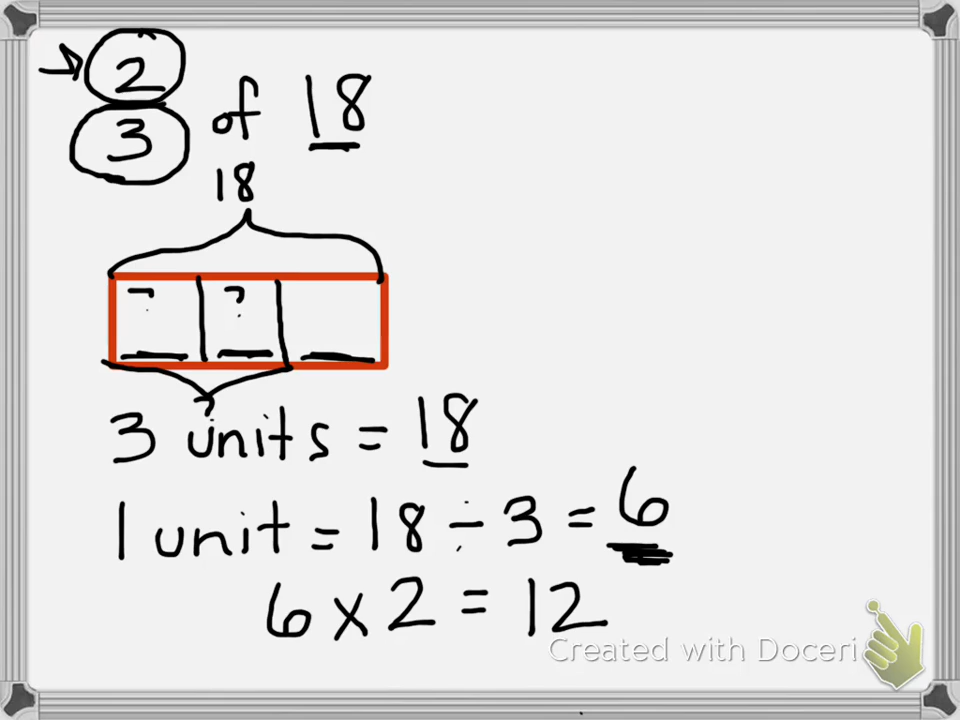 2/3 of 18
18
? ?
?
3 units = 18
1 unit = 18 ÷ 3 = 6
6 x 2 = 12
Created with Doceri